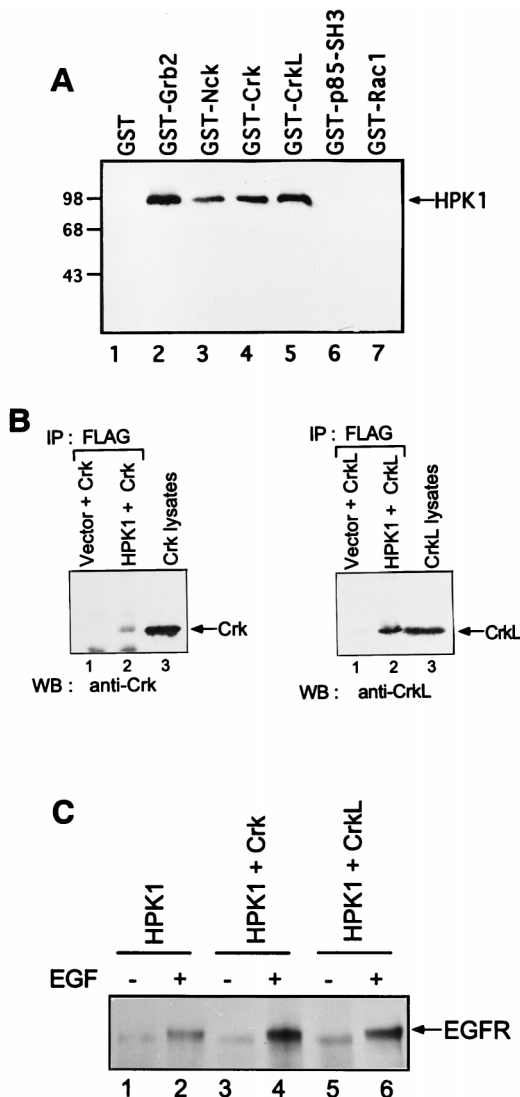 A
GST
GST-Grb2
GST-Nck
GST-Crk
GST-CrkL
GST-p85-SH3
GST-Rac1
98
68
43
HPK1
1 2 3 4 5 6 7
B
IP : FLAG
Vector + Crk
HPK1 + Crk
Crk lysates
Crk
1 2 3
WB : anti-Crk
IP : FLAG
Vector + CrkL
HPK1 + CrkL
CrkL lysates
CrkL
1 2 3
WB : anti-CrkL
C
HPK1
HPK1 + Crk
HPK1 + CrkL
EGF - + - + - +
EGFR
1 2 3 4 5 6